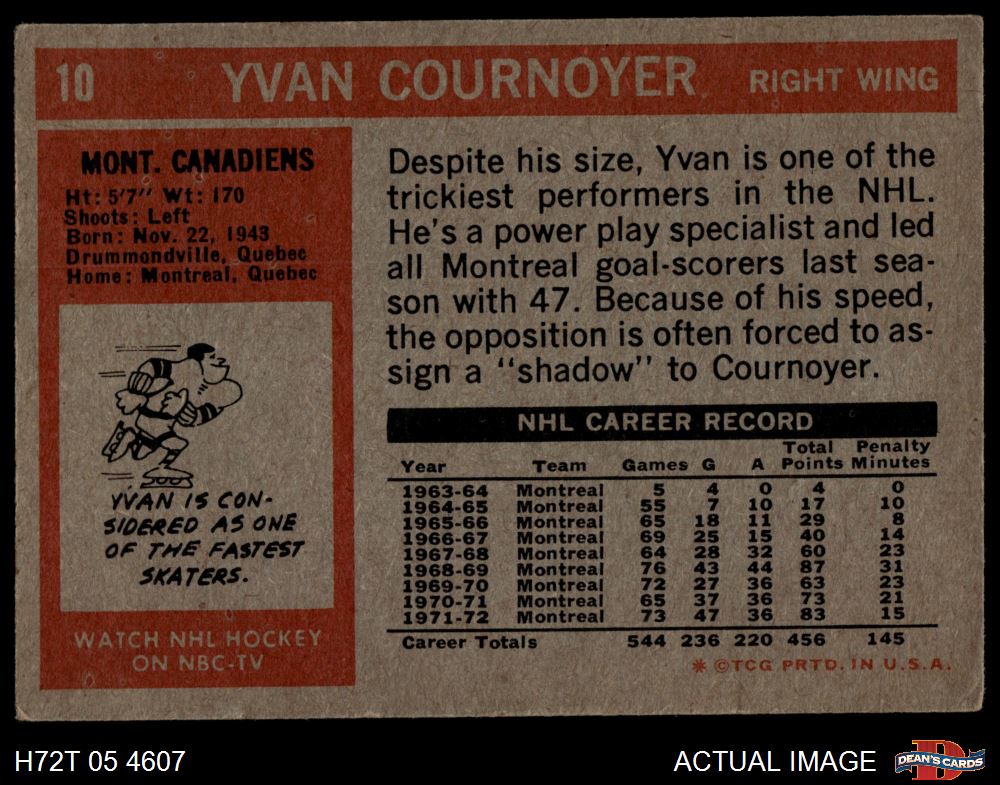 10 YVAN COURNOYER RIGHT WING
MONT. CANADIENS
Ht: 5'7" Wt: 170
Shoots: Left
Born: Nov. 22, 1943
Drummondville, Quebec
Home: Montreal, Quebec
YVAN IS CON-
SIDERED AS ONE
OF THE FASTEST
SKATERS.
WATCH NHL HOCKEY
ON NBC-TV
Despite his size, Yvan is one of the
trickiest performers in the NHL.
He's a power play specialist and led
all Montreal goal-scorers last sea-
son with 47. Because of his speed,
the opposition is often forced to as-
sign a "shadow" to Cournoyer.
NHL CAREER RECORD
Year Team Games G A Total Points Penalty Minutes
1963-64 Montreal 5 4 0 4 0
1964-65 Montreal 55 7 10 17 10
1965-66 Montreal 65 18 11 29 8
1966-67 Montreal 69 25 15 40 14
1967-68 Montreal 64 28 32 60 23
1968-69 Montreal 76 43 44 87 31
1969-70 Montreal 72 27 36 63 23
1970-71 Montreal 65 37 36 73 21
1971-72 Montreal 73 47 36 83 15
Career Totals 544 236 220 456 145
* ©TCG PRTD. IN U.S.A.
H72T 05 4607 ACTUAL IMAGE D DEAN'S CARDS